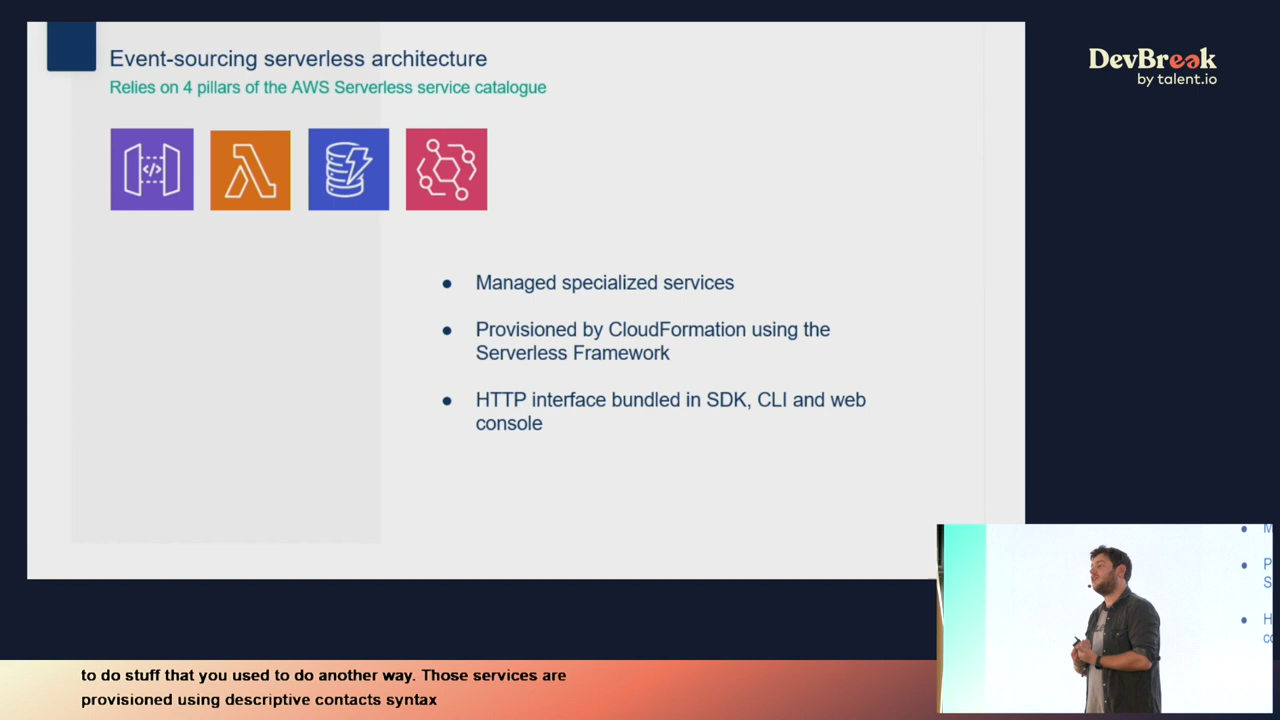 Event-sourcing serverless architecture
Relies on 4 pillars of the AWS Serverless service catalogue
</>
● Managed specialized services
● Provisioned by CloudFormation using the
Serverless Framework
● HTTP interface bundled in SDK, CLI and web
console
DevBreak
by talent.io
to do stuff that you used to do another way. Those services are
provisioned using descriptive contacts syntax